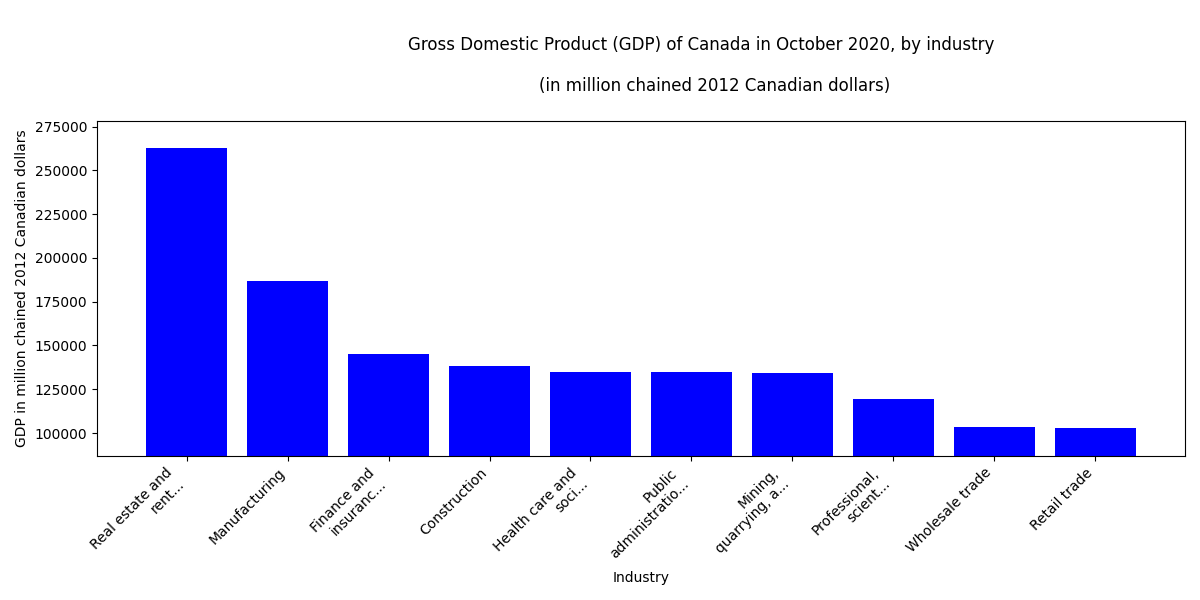 Gross Domestic Product (GDP) of Canada in October 2020, by industry
(in million chained 2012 Canadian dollars)
GDP in million chained 2012 Canadian dollars
275000
250000
225000
200000
175000
150000
125000
100000
Real estate and
rent...
Manufacturing
Finance and
insuranc...
Construction
Health care and
soci...
Public
administratio...
Mining,
quarrying, a...
Professional,
scient...
Wholesale trade
Retail trade
Industry